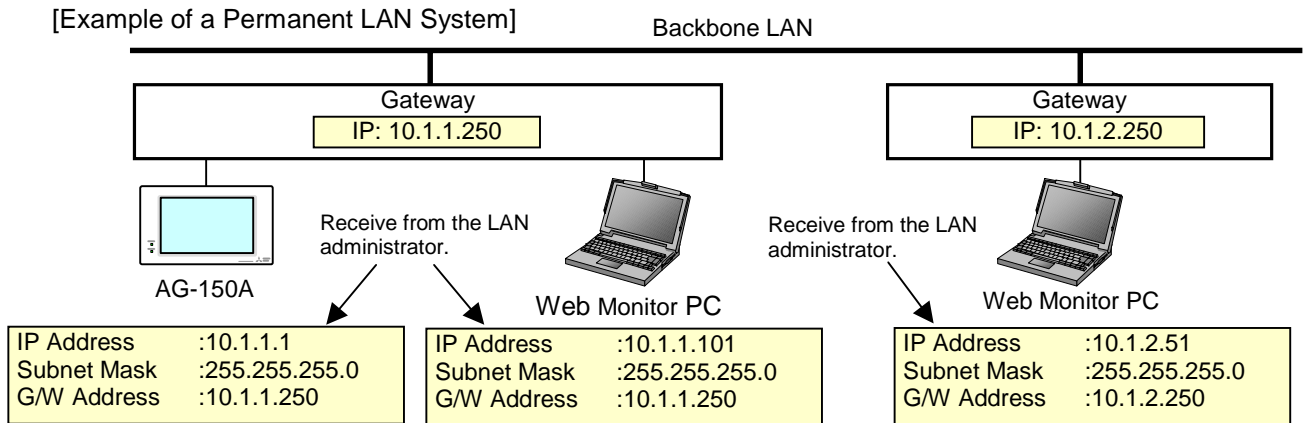 [Example of a Permanent LAN System]
Backbone LAN
Gateway
IP: 10.1.1.250
Gateway
IP: 10.1.2.250
Receive from the LAN
administrator.
Receive from the LAN
administrator.
AG-150A
Web Monitor PC
Web Monitor PC
IP Address :10.1.1.1
Subnet Mask :255.255.255.0
G/W Address :10.1.1.250
IP Address :10.1.1.101
Subnet Mask :255.255.255.0
G/W Address :10.1.1.250
IP Address :10.1.2.51
Subnet Mask :255.255.255.0
G/W Address :10.1.2.250